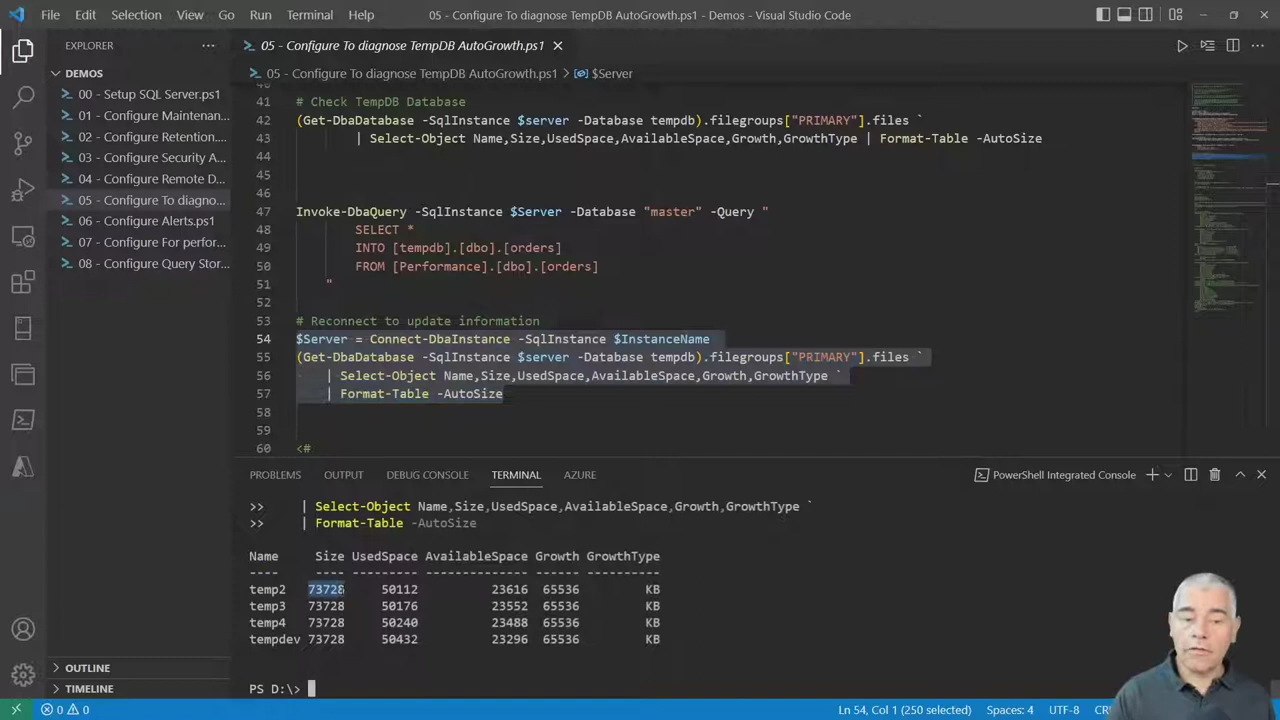 File Edit Selection View Go Run Terminal Help 05 - Configure To diagnose TempDB AutoGrowth.ps1 - Demos - Visual Studio Code
EXPLORER
DEMOS
00 - Setup SQL Server.ps1
01 - Configure Maintenan...
02 - Configure Retention...
03 - Configure Security A...
04 - Configure Remote D...
05 - Configure To diagno...
06 - Configure Alerts.ps1
07 - Configure For perfor...
08 - Configure Query Stor...
OUTLINE
TIMELINE
05 - Configure To diagnose TempDB AutoGrowth.ps1
05 - Configure To diagnose TempDB AutoGrowth.ps1 > $Server
41 # Check TempDB Database
42 (Get-DbaDatabase -SqlInstance $server -Database tempdb).filegroups["PRIMARY"].files `
43 | Select-Object Name,Size,UsedSpace,AvailableSpace,Growth,GrowthType | Format-Table -AutoSize
44
45
46
47 Invoke-DbaQuery -SqlInstance $Server -Database "master" -Query "
48 SELECT *
49 INTO [tempdb].[dbo].[orders]
50 FROM [Performance].[dbo].[orders]
51 "
52
53 # Reconnect to update information
54 $Server = Connect-DbaInstance -SqlInstance $InstanceName
55 (Get-DbaDatabase -SqlInstance $server -Database tempdb).filegroups["PRIMARY"].files `
56 | Select-Object Name,Size,UsedSpace,AvailableSpace,Growth,GrowthType `
57 | Format-Table -AutoSize
58
59
60 <#
PROBLEMS OUTPUT DEBUG CONSOLE TERMINAL AZURE PowerShell Integrated Console
>> | Select-Object Name,Size,UsedSpace,AvailableSpace,Growth,GrowthType `
>> | Format-Table -AutoSize
Name Size UsedSpace AvailableSpace Growth GrowthType
---- ---- --------- -------------- ------ ----------
temp2 73728 50112 23616 65536 KB
temp3 73728 50176 23552 65536 KB
temp4 73728 50240 23488 65536 KB
tempdev 73728 50432 23296 65536 KB
PS D:\>
0 0 Ln 54, Col 1 (250 selected) Spaces: 4 UTF-8